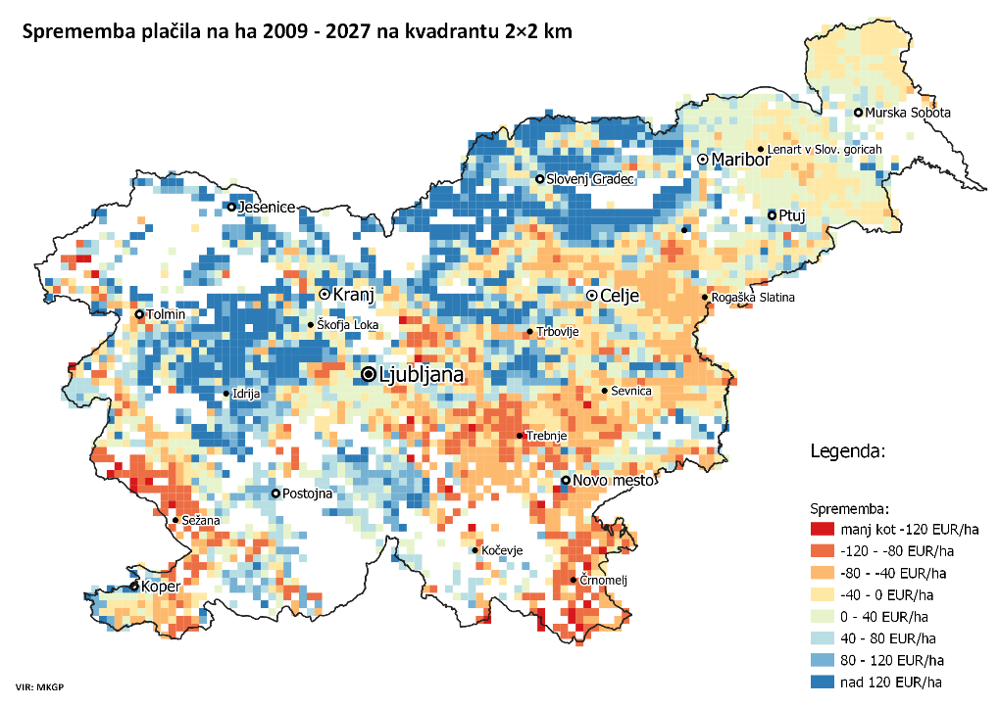 Sprememba plačila na ha 2009 - 2027 na kvadrantu 2×2 km
Murska Sobota
Lenart v Slov. goricah
Maribor
Slovenj Gradec
Jesenice
Ptuj
Kranj
Celje
Rogaška Slatina
Tolmin
Škofja Loka
Trbovlje
Ljubljana
Idrija
Sevnica
Trebnje
Legenda:
Novo mesto
Postojna
Sprememba:
Sežana
manj kot -120 EUR/ha
Kočevje
-120 - -80 EUR/ha
Črnomelj
-80 - -40 EUR/ha
Koper
-40 - 0 EUR/ha
0 - 40 EUR/ha
40 - 80 EUR/ha
80 - 120 EUR/ha
nad 120 EUR/ha
VIR: MKGP